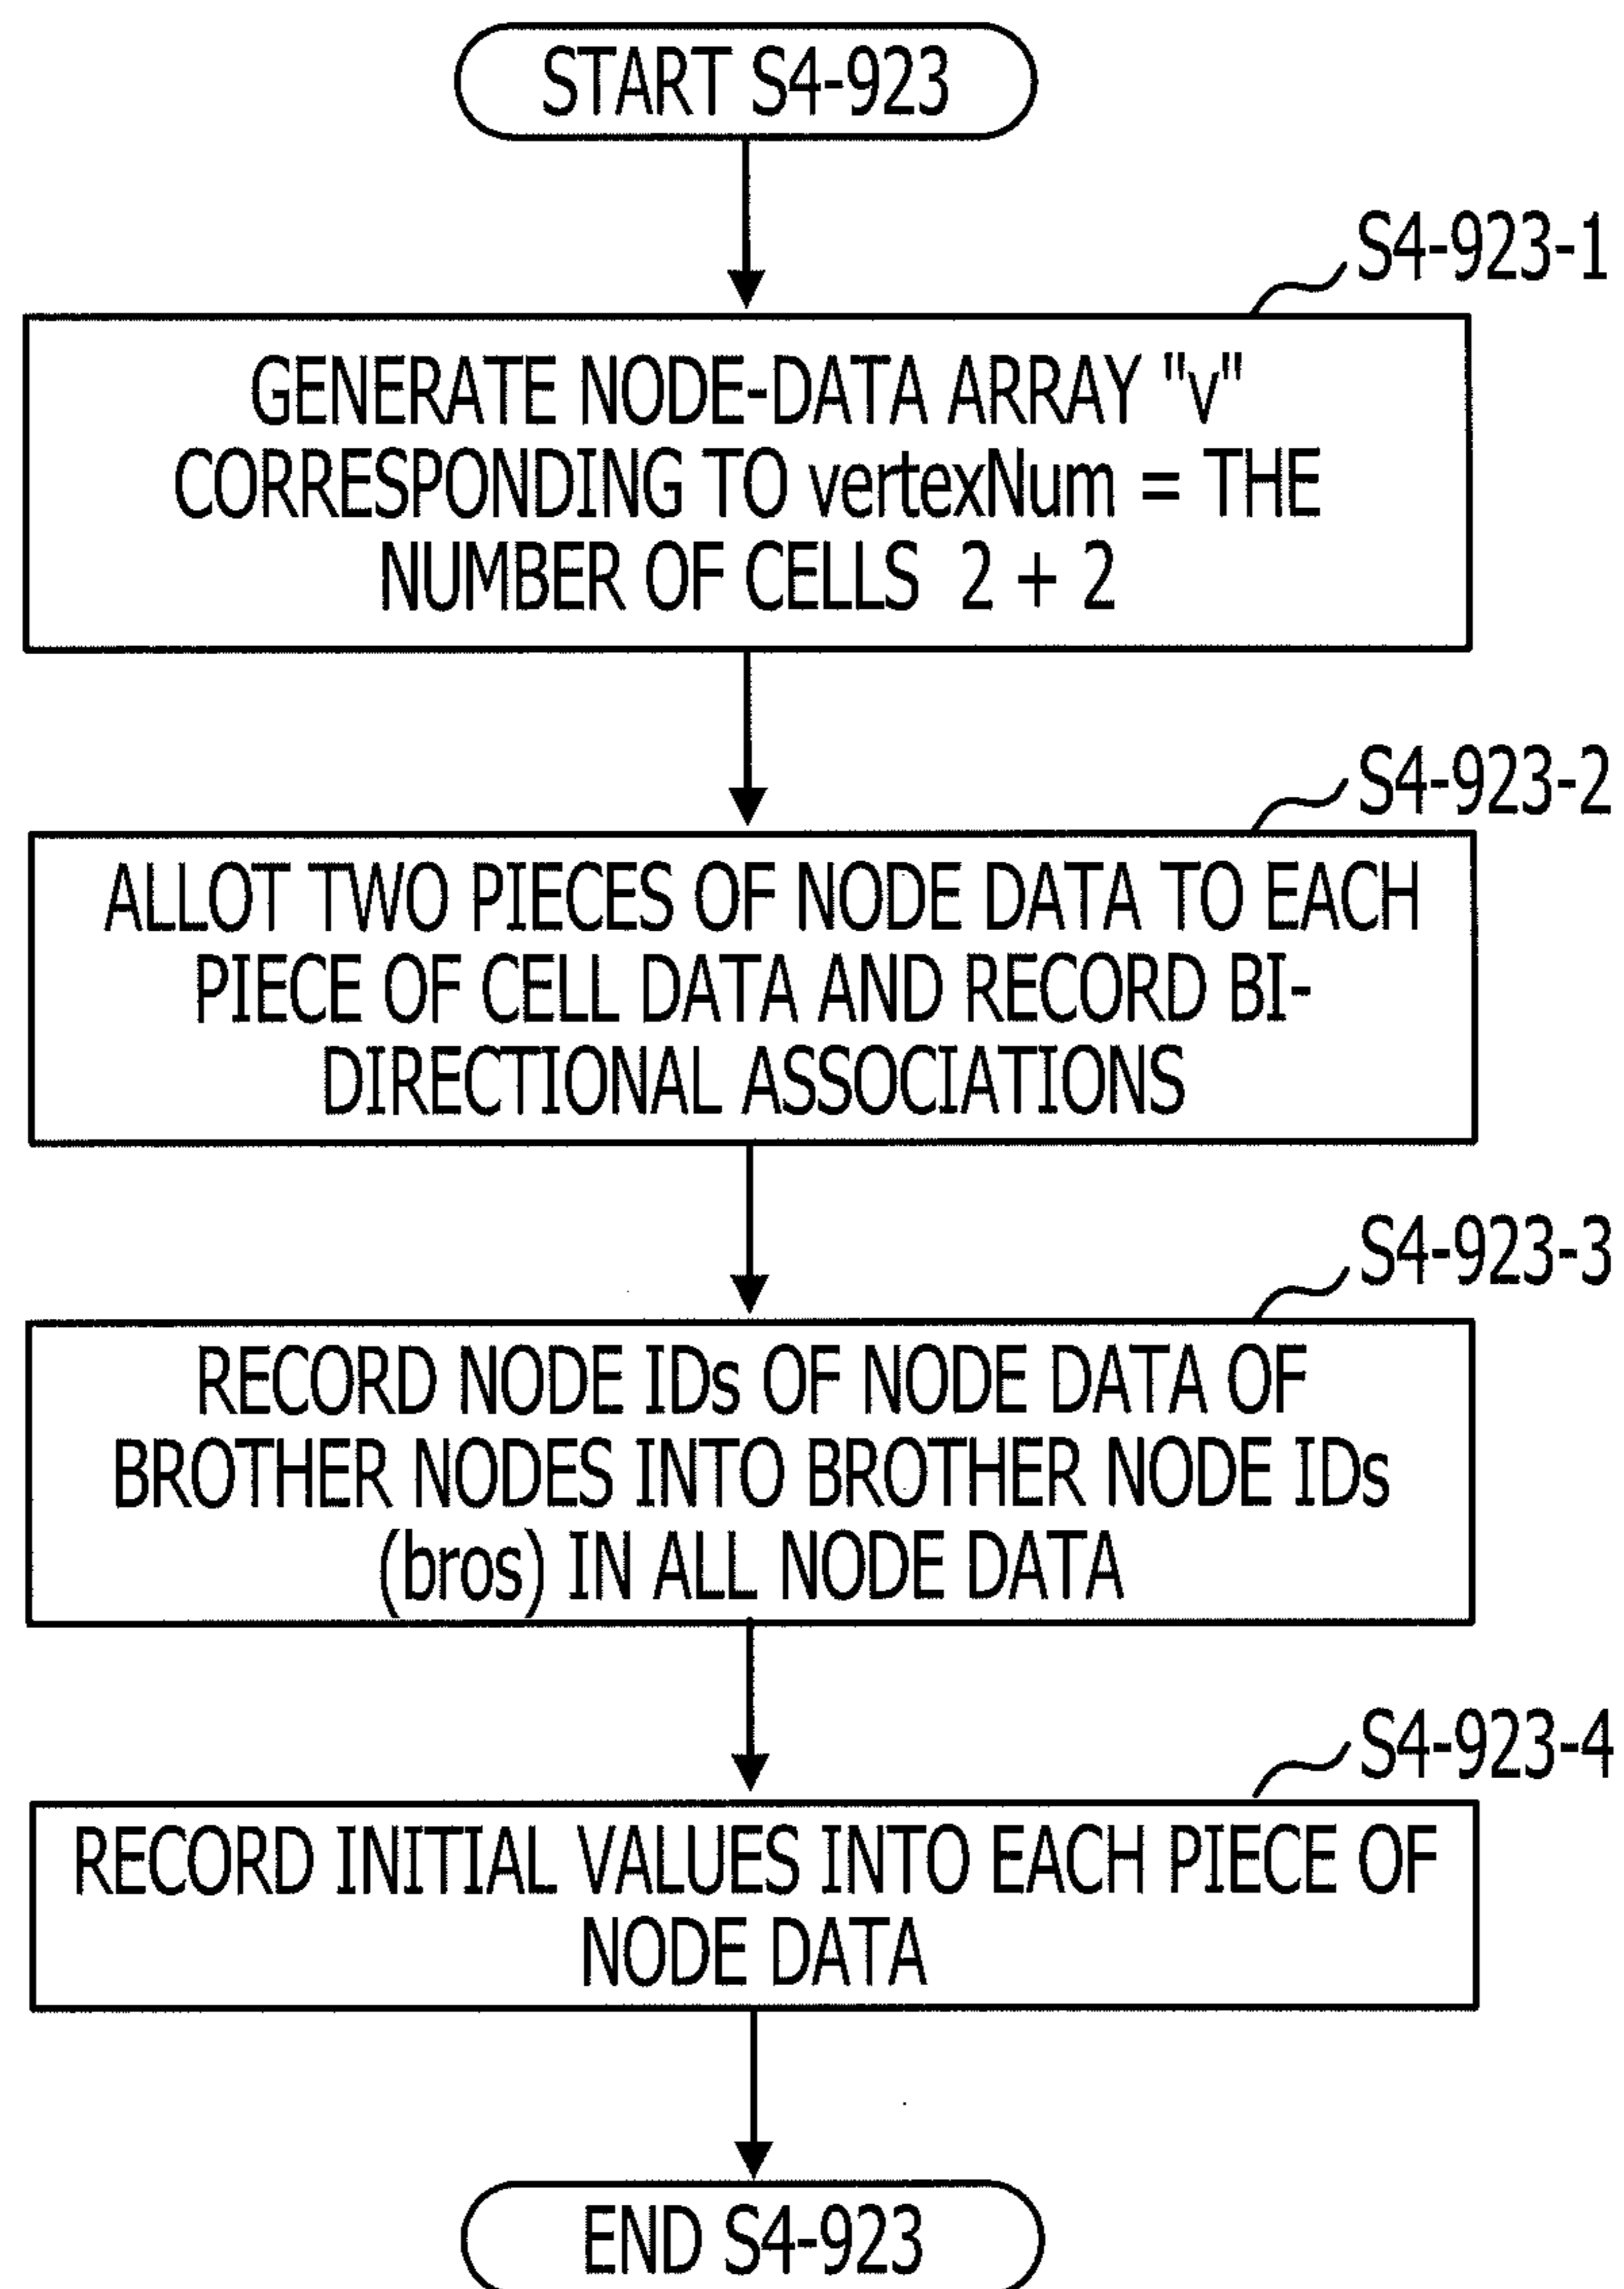 START S4-923
S4-923-1
GENERATE NODE-DATA ARRAY "v"
CORRESPONDING TO vertexNum = THE
NUMBER OF CELLS 2 + 2
S4-923-2
ALLOT TWO PIECES OF NODE DATA TO EACH
PIECE OF CELL DATA AND RECORD BI-
DIRECTIONAL ASSOCIATIONS
S4-923-3
RECORD NODE IDs OF NODE DATA OF
BROTHER NODES INTO BROTHER NODE IDs
(bros) IN ALL NODE DATA
S4-923-4
RECORD INITIAL VALUES INTO EACH PIECE OF
NODE DATA
END S4-923